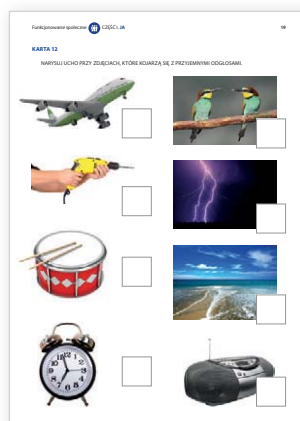 Funkcjonowanie społeczne CZĘŚĆ I. JA 19
KARTA 12
NARYSUJ UCHO PRZY ZDJĘCIACH, KTÓRE KOJARZĄ SIĘ Z PRZYJEMNYMI ODGŁOSAMI.